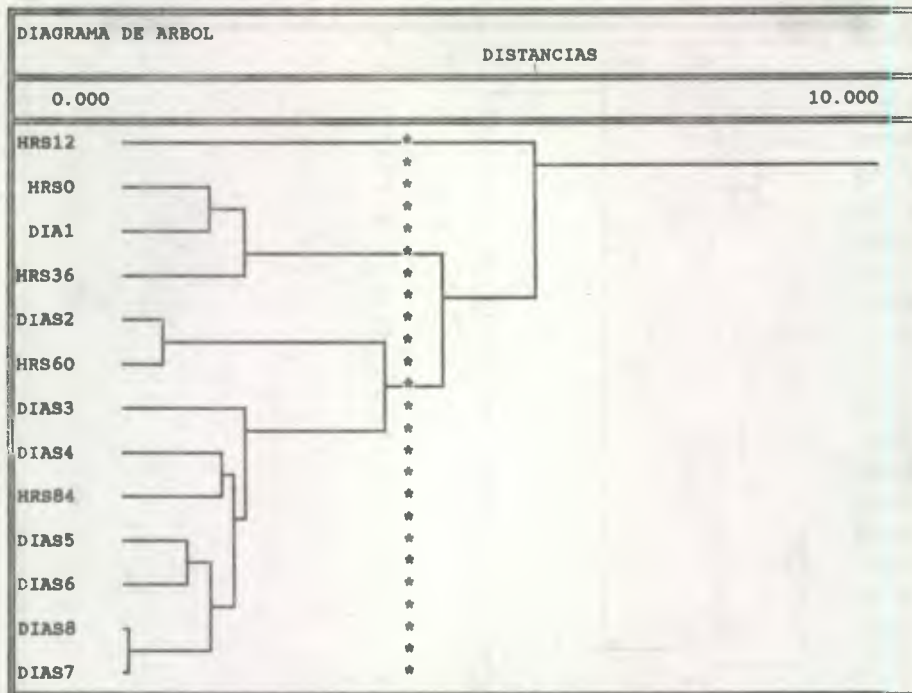 DIAGRAMA DE ARBOL
DISTANCIAS
0.000 10.000
HRS12
HRS0
DIA1
HRS36
DIAS2
HRS60
DIAS3
DIAS4
HRS84
DIAS5
DIAS6
DIAS8
DIAS7